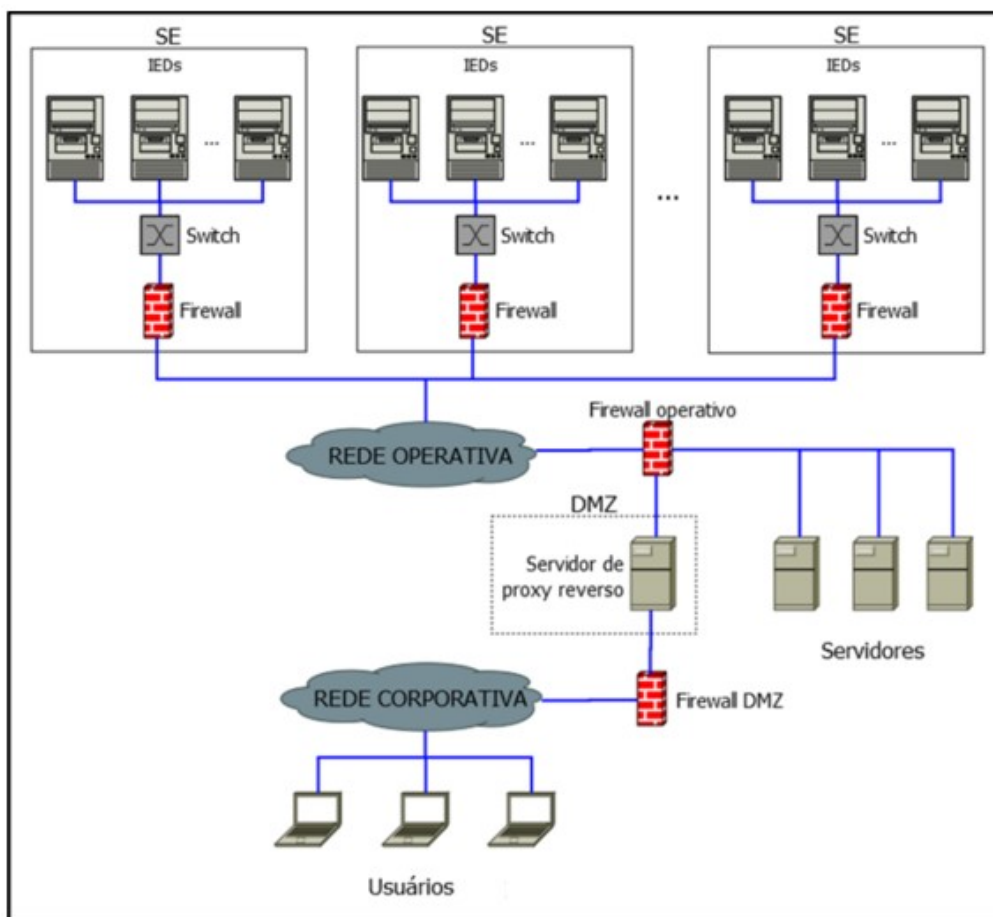 SE
IEDs
...
Switch
Firewall
SE
IEDs
...
Switch
Firewall
...
SE
IEDs
...
Switch
Firewall
REDE OPERATIVA
Firewall operativo
DMZ
Servidor de
proxy reverso
Servidores
REDE CORPORATIVA
Firewall DMZ
Usuários